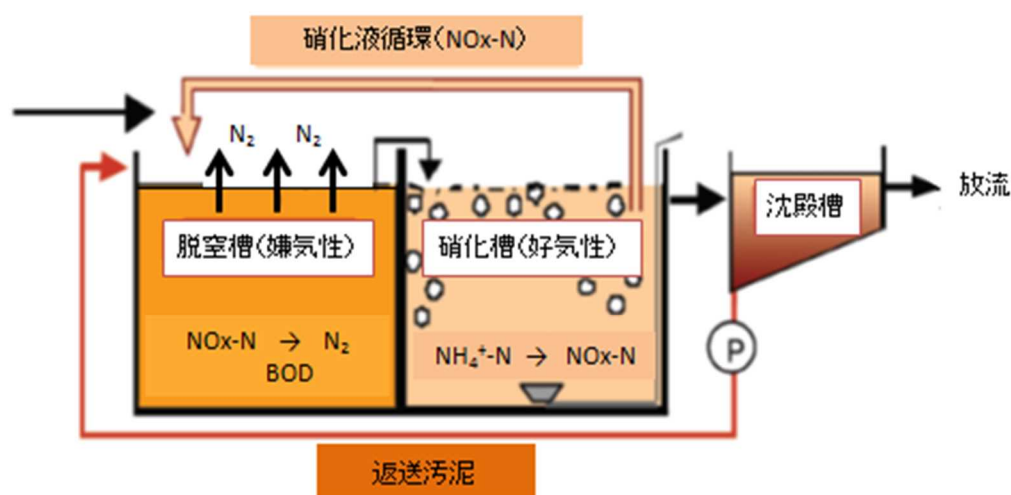 硝化液循環(NOx-N)
N₂ N₂
脱窒槽(嫌気性)
硝化槽(好気性)
沈殿槽
放流
NOx-N → N₂
BOD
NH₄⁺-N → NOx-N
P
返送汚泥